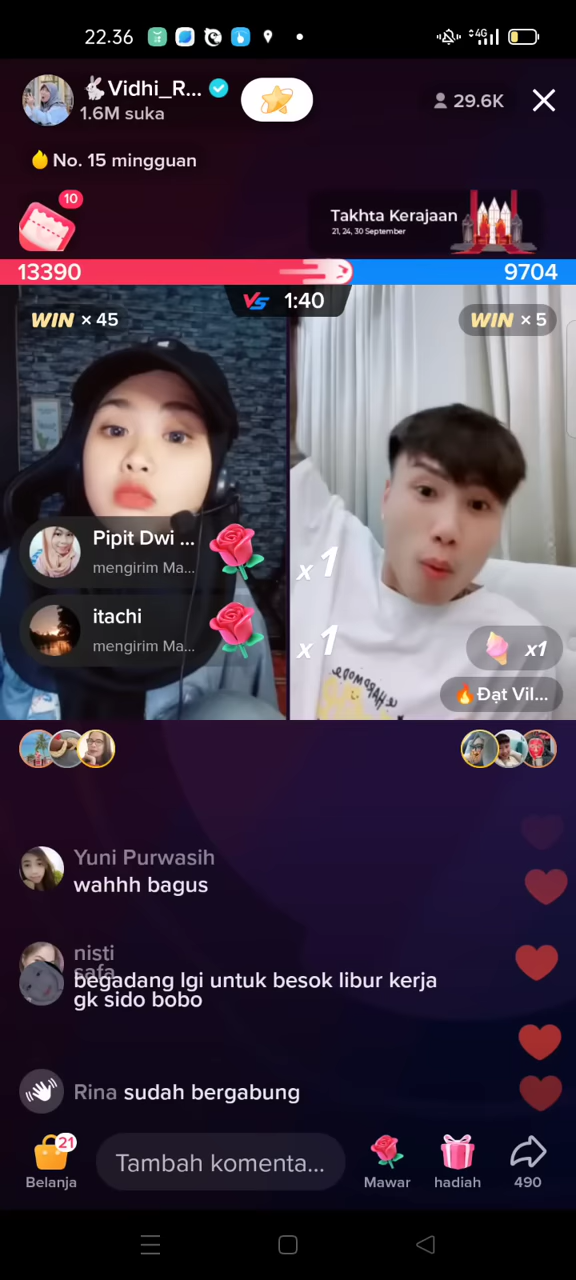 22.36
4G
Vidhi_R...
1.6M suka
29.6K
No. 15 mingguan
10
Takhta Kerajaan
21, 24, 30 September
13390
9704
VS 1:40
WIN × 45
WIN × 5
Pipit Dwi ...
mengirim Ma...
x 1
itachi
mengirim Ma...
x 1
x1
Đạt Vil...
Yuni Purwasih
wahhh bagus
nisti
safa
begadang lgi untuk besok libur kerja
gk sido bobo
Rina sudah bergabung
21
Belanja
Tambah komenta...
Mawar
hadiah
490